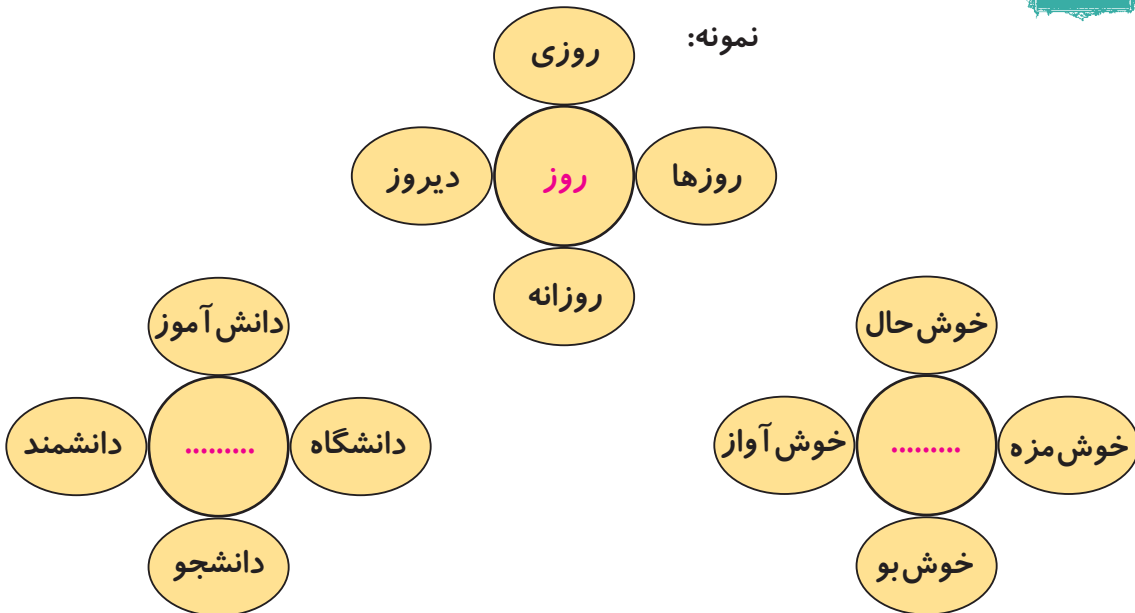 نمونه:
روزی
روزها
روز
دیروز
روزانه
خوش‌حال
خوش‌مزه
.........
خوش‌آواز
خوش‌بو
دانش‌آموز
دانشگاه
.........
دانشمند
دانشجو